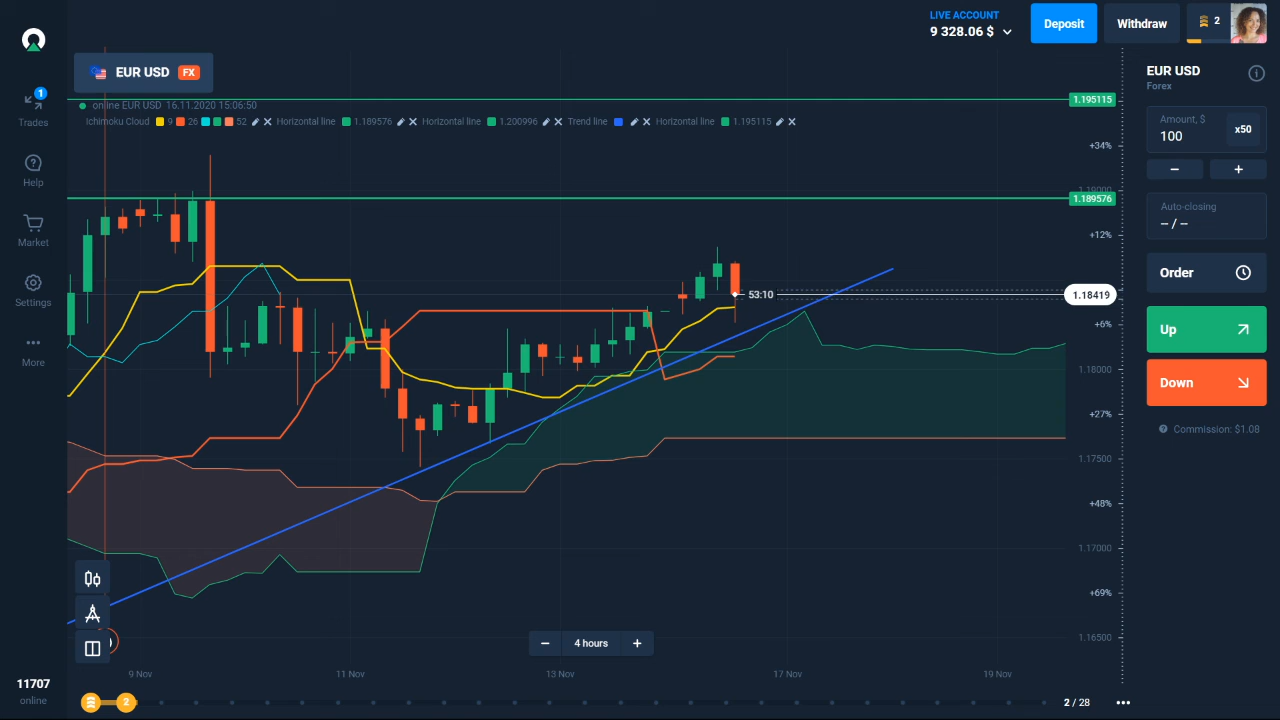 LIVE ACCOUNT
9 328.06 $
Deposit
Withdraw
2
EUR USD FX
online EUR USD 16.11.2020 15:06:50
Ichimoku Cloud 9 26 52 Horizontal line 1.189576 Horizontal line 1.200996 Trend line Horizontal line 1.195115
1
Trades
Help
Market
Settings
More
11707
online
1.195115
+34%
1.19000
1.189576
+12%
53:10
1.18419
+6%
1.18000
+27%
1.17500
+48%
1.17000
+69%
1.16500
EUR USD
Forex
Amount, $
100
x50
Auto-closing
-- / --
Order
Up
Down
Commission: $1.08
4 hours
9 Nov
11 Nov
13 Nov
17 Nov
19 Nov
2
2 / 28